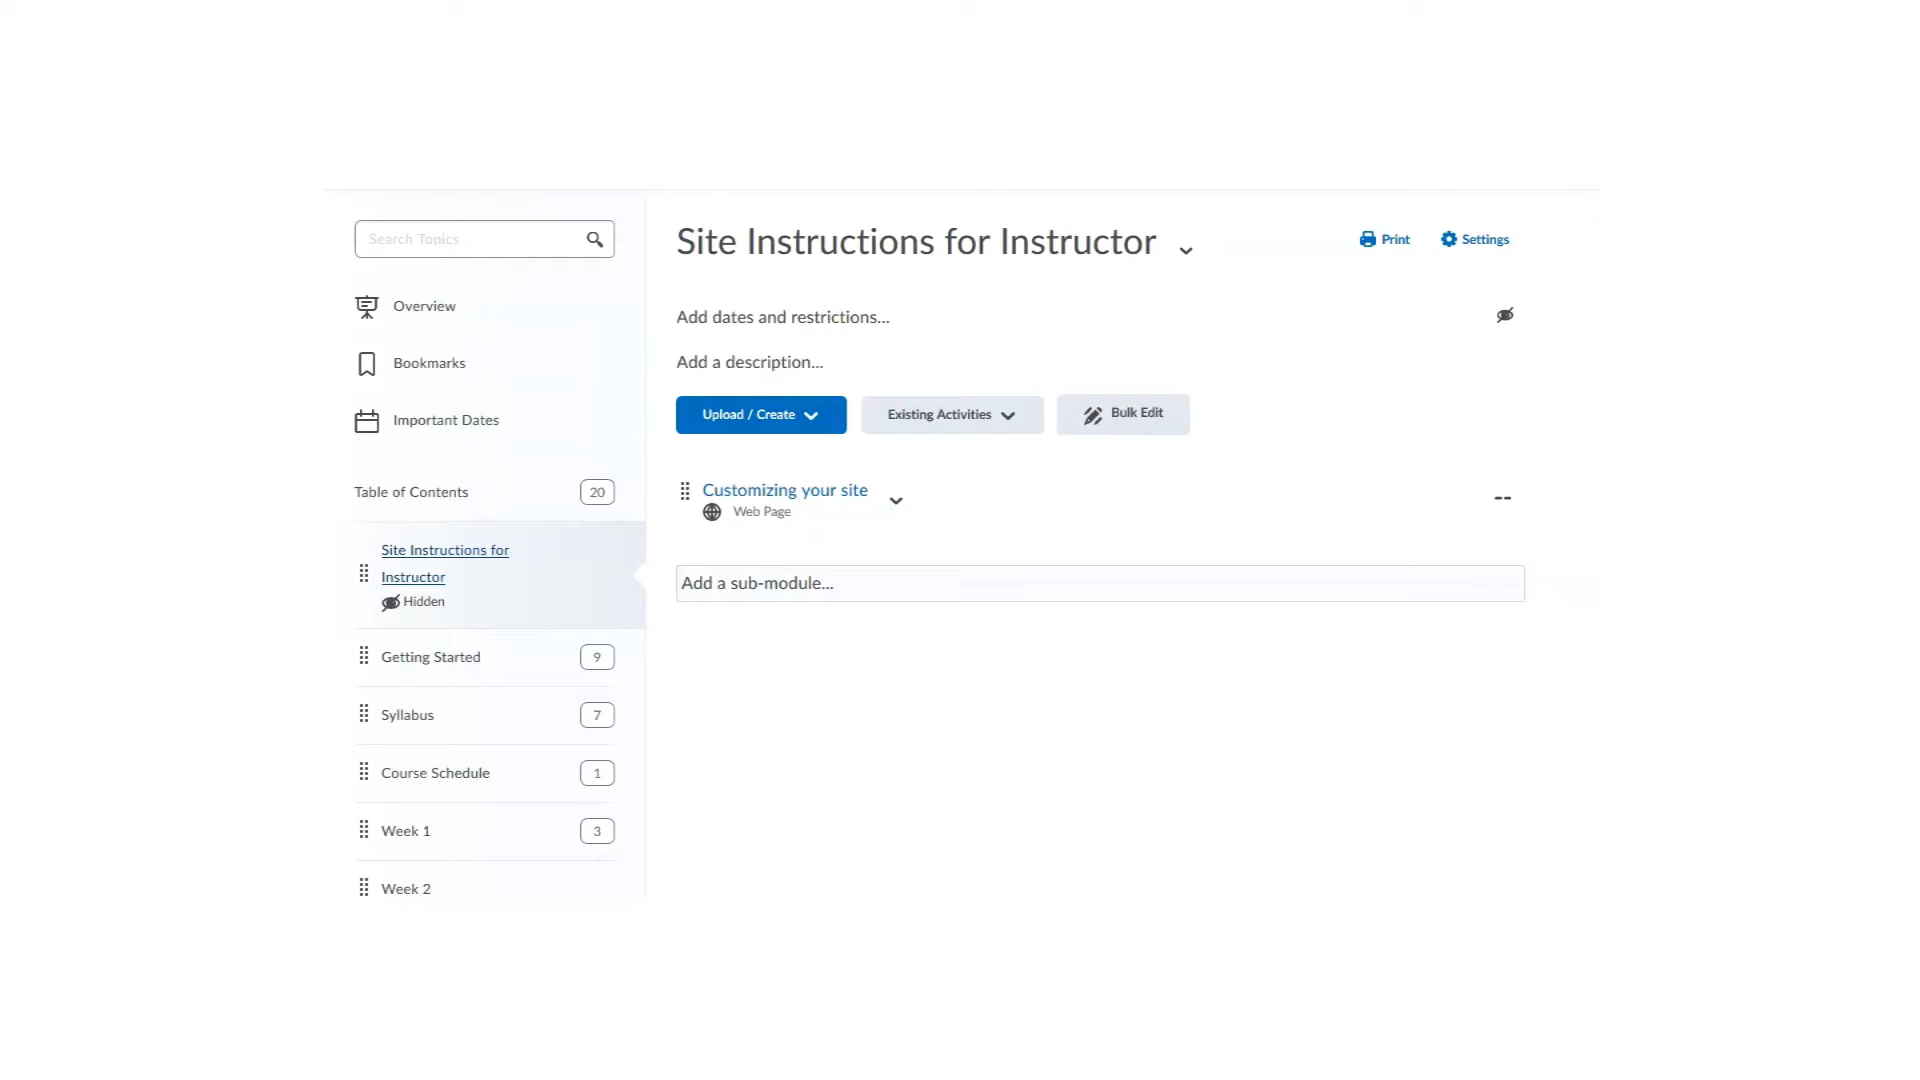 Search Topics
Overview
Bookmarks
Important Dates
Table of Contents 20
Site Instructions for
Instructor
Hidden
Getting Started 9
Syllabus 7
Course Schedule 1
Week 1 3
Week 2
Site Instructions for Instructor
Print Settings
Add dates and restrictions...
Add a description...
Upload / Create Existing Activities Bulk Edit
Customizing your site
Web Page
--
Add a sub-module...